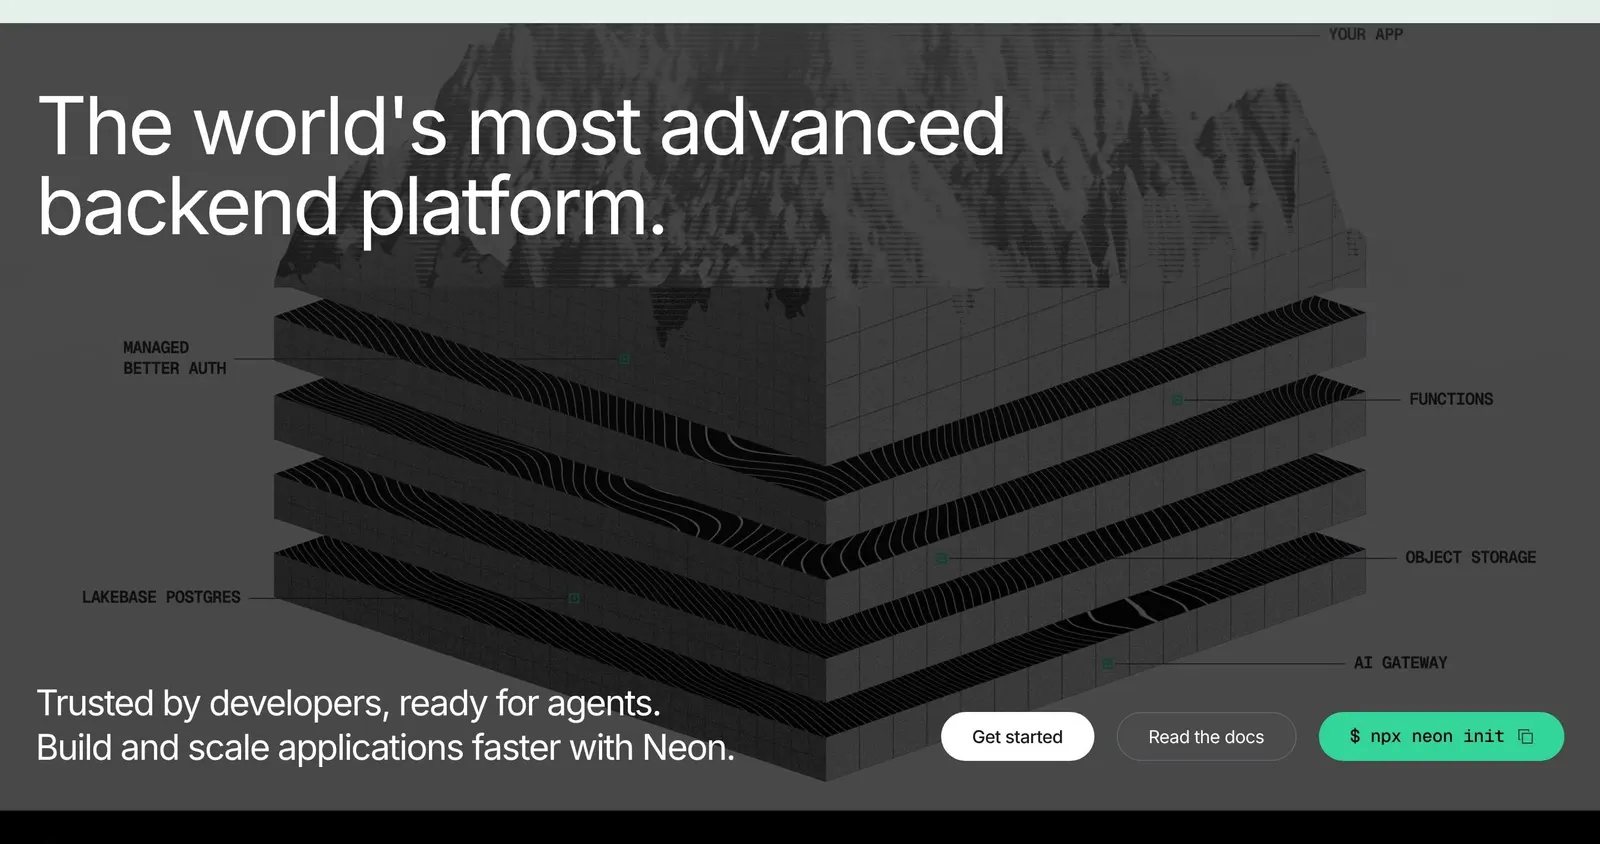 YOUR APP
The world's most advanced
backend platform.
MANAGED
BETTER AUTH
FUNCTIONS
OBJECT STORAGE
LAKEBASE POSTGRES
AI GATEWAY
Trusted by developers, ready for agents.
Build and scale applications faster with Neon.
Get started
Read the docs
$ npx neon init